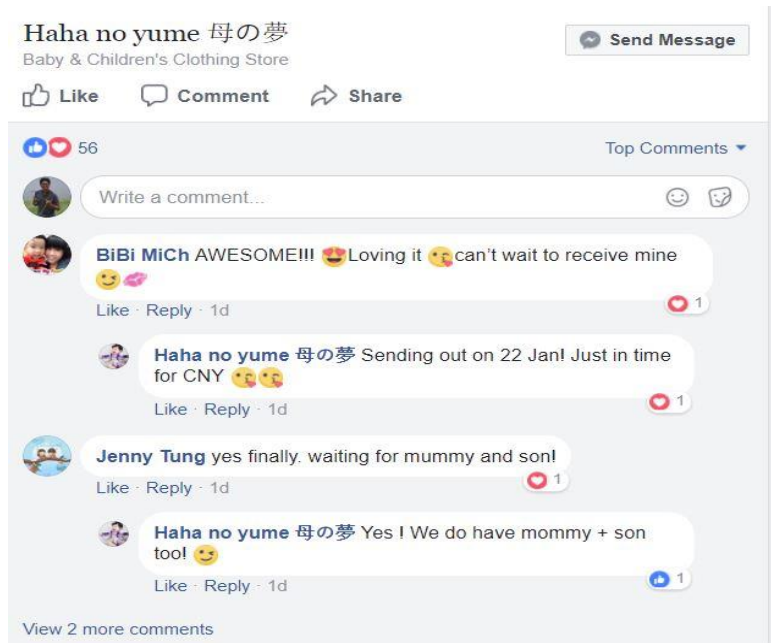 Haha no yume 母の夢
Baby & Children's Clothing Store
Send Message
Like Comment Share
56
Top Comments
Write a comment...
BiBi MiCh AWESOME!!! 😍Loving it 😘can't wait to receive mine
😉💋
Like · Reply · 1d
1
Haha no yume 母の夢 Sending out on 22 Jan! Just in time
for CNY 😘😘
Like · Reply · 1d
1
Jenny Tung yes finally. waiting for mummy and son!
Like · Reply · 1d
1
Haha no yume 母の夢 Yes ! We do have mommy + son
too! 😉
Like · Reply · 1d
1
View 2 more comments